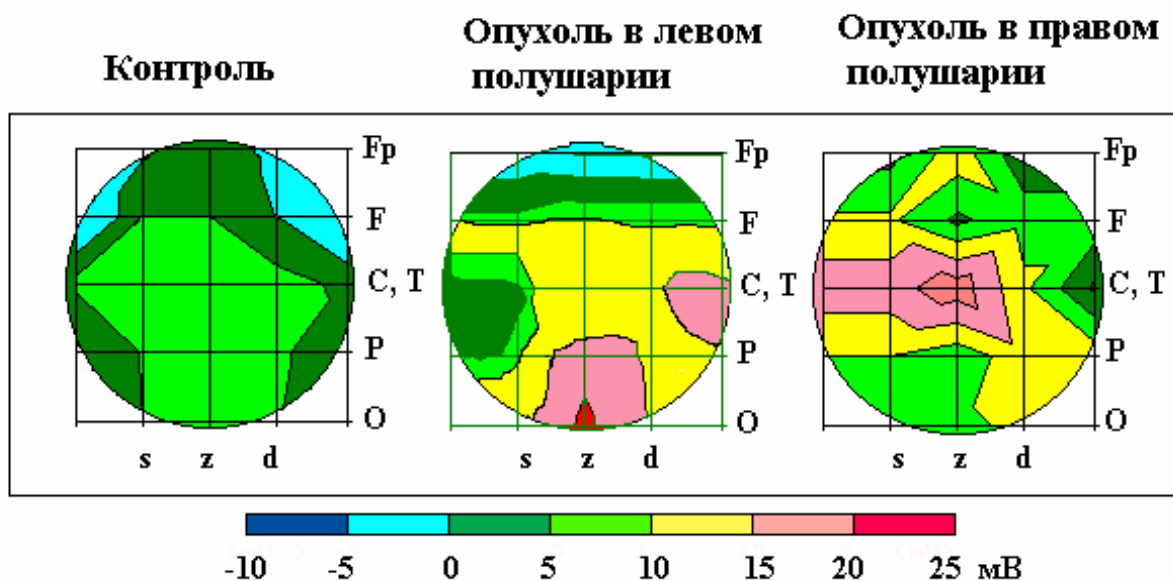 Контроль
Опухоль в левом
полушарии
Опухоль в правом
полушарии
Fp
F
C, T
P
O
s z d
Fp
F
C, T
P
O
s z d
Fp
F
C, T
P
O
s z d
-10 -5 0 5 10 15 20 25 мВ